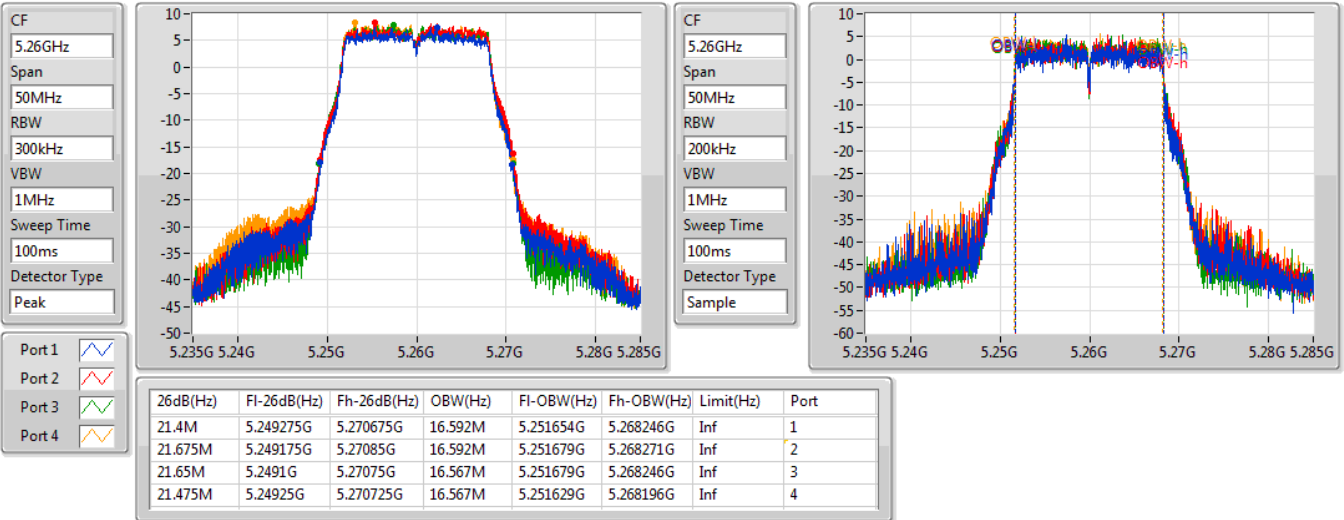 CF
5.26GHz
Span
50MHz
RBW
300kHz
VBW
1MHz
Sweep Time
100ms
Detector Type
Peak
10
5
0
-5
-10
-15
-20
-25
-30
-35
-40
-45
-50
5.235G 5.24G 5.25G 5.26G 5.27G 5.28G 5.285G
CF
5.26GHz
Span
50MHz
RBW
200kHz
VBW
1MHz
Sweep Time
100ms
Detector Type
Sample
10
5
0
-5
-10
-15
-20
-25
-30
-35
-40
-45
-50
-55
-60
OBW-h
5.235G 5.24G 5.25G 5.26G 5.27G 5.28G 5.285G
Port 1
Port 2
Port 3
Port 4
26dB(Hz) Fl-26dB(Hz) Fh-26dB(Hz) OBW(Hz) Fl-OBW(Hz) Fh-OBW(Hz) Limit(Hz) Port
21.4M 5.249275G 5.270675G 16.592M 5.251654G 5.268246G Inf 1
21.675M 5.249175G 5.27085G 16.592M 5.251679G 5.268271G Inf 2
21.65M 5.2491G 5.27075G 16.567M 5.251679G 5.268246G Inf 3
21.475M 5.24925G 5.270725G 16.567M 5.251629G 5.268196G Inf 4